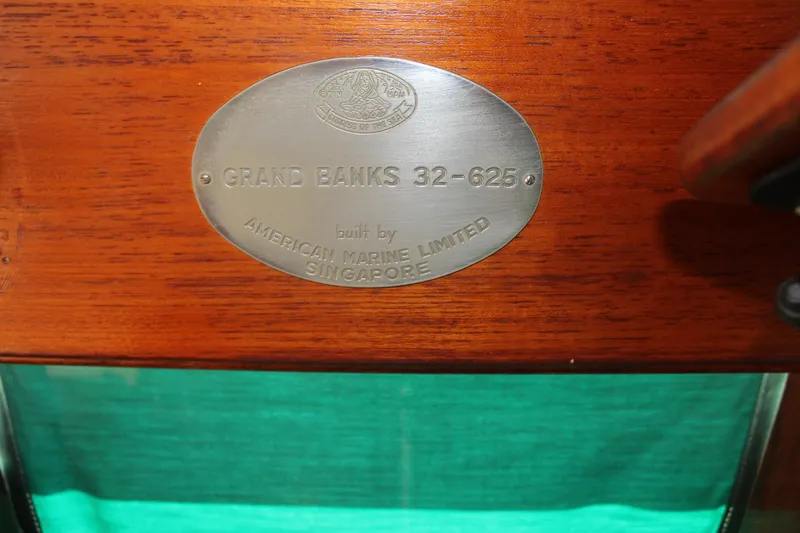 GRAND BANKS 32-625
built by
AMERICAN MARINE LIMITED
SINGAPORE